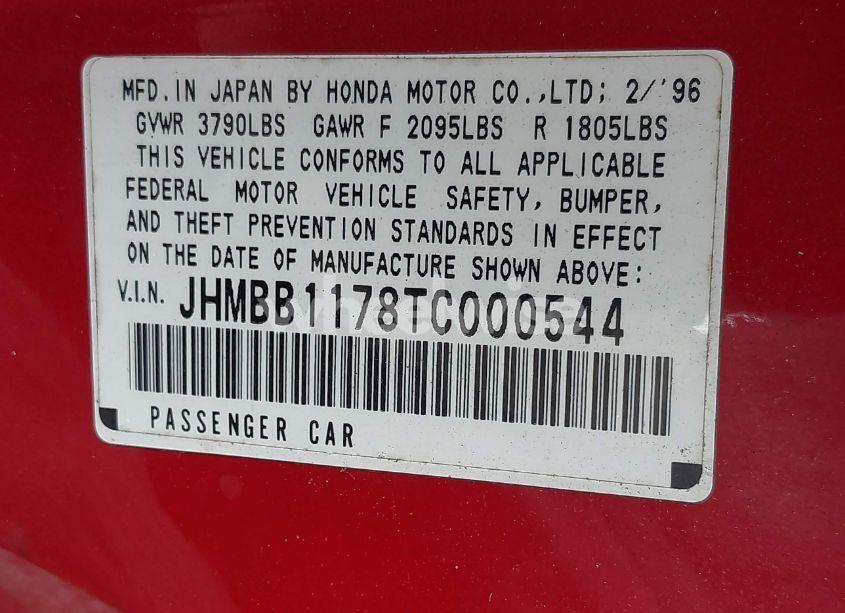 MFD.IN JAPAN BY HONDA MOTOR CO.,LTD; 2/'96
GVWR 3790LBS GAWR F 2095LBS R 1805LBS
THIS VEHICLE CONFORMS TO ALL APPLICABLE
FEDERAL MOTOR VEHICLE SAFETY, BUMPER,
AND THEFT PREVENTION STANDARDS IN EFFECT
ON THE DATE OF MANUFACTURE SHOWN ABOVE:
V.I.N. JHMBB1178TC000544
PASSENGER CAR